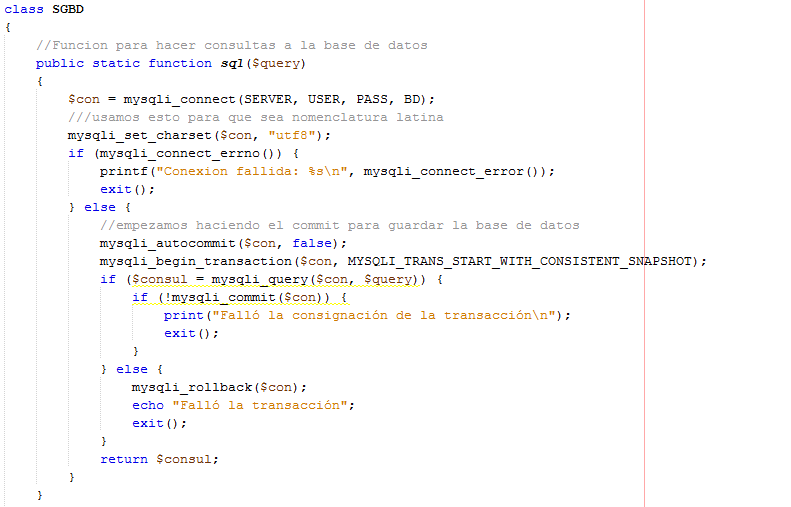 class SGBD
{
    //Funcion para hacer consultas a la base de datos
    public static function sql($query)
    {
        $con = mysqli_connect(SERVER, USER, PASS, BD);
        ///usamos esto para que sea nomenclatura latina
        mysqli_set_charset($con, "utf8");
        if (mysqli_connect_errno()) {
            printf("Conexion fallida: %s\n", mysqli_connect_error());
            exit();
        } else {
            //empezamos haciendo el commit para guardar la base de datos
            mysqli_autocommit($con, false);
            mysqli_begin_transaction($con, MYSQLI_TRANS_START_WITH_CONSISTENT_SNAPSHOT);
            if ($consul = mysqli_query($con, $query)) {
                if (!mysqli_commit($con)) {
                    print("Falló la consignación de la transacción\n");
                    exit();
                }
            } else {
                mysqli_rollback($con);
                echo "Falló la transacción";
                exit();
            }
            return $consul;
        }
    }